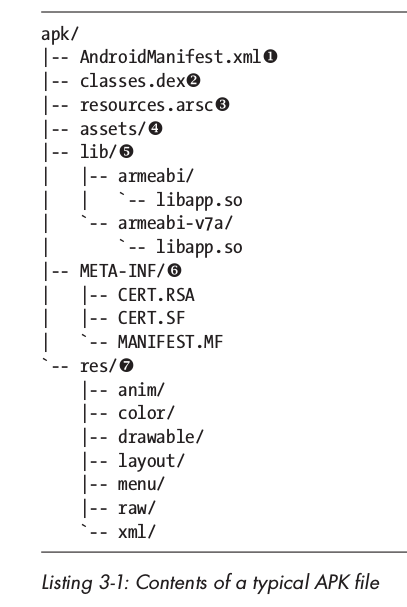 apk/
|-- AndroidManifest.xml❶
|-- classes.dex❷
|-- resources.arsc❸
|-- assets/❹
|-- lib/❺
|   |-- armeabi/
|   |   `-- libapp.so
|   `-- armeabi-v7a/
|       `-- libapp.so
|-- META-INF/❻
|   |-- CERT.RSA
|   |-- CERT.SF
|   `-- MANIFEST.MF
`-- res/❼
    |-- anim/
    |-- color/
    |-- drawable/
    |-- layout/
    |-- menu/
    |-- raw/
    `-- xml/
Listing 3-1: Contents of a typical APK file